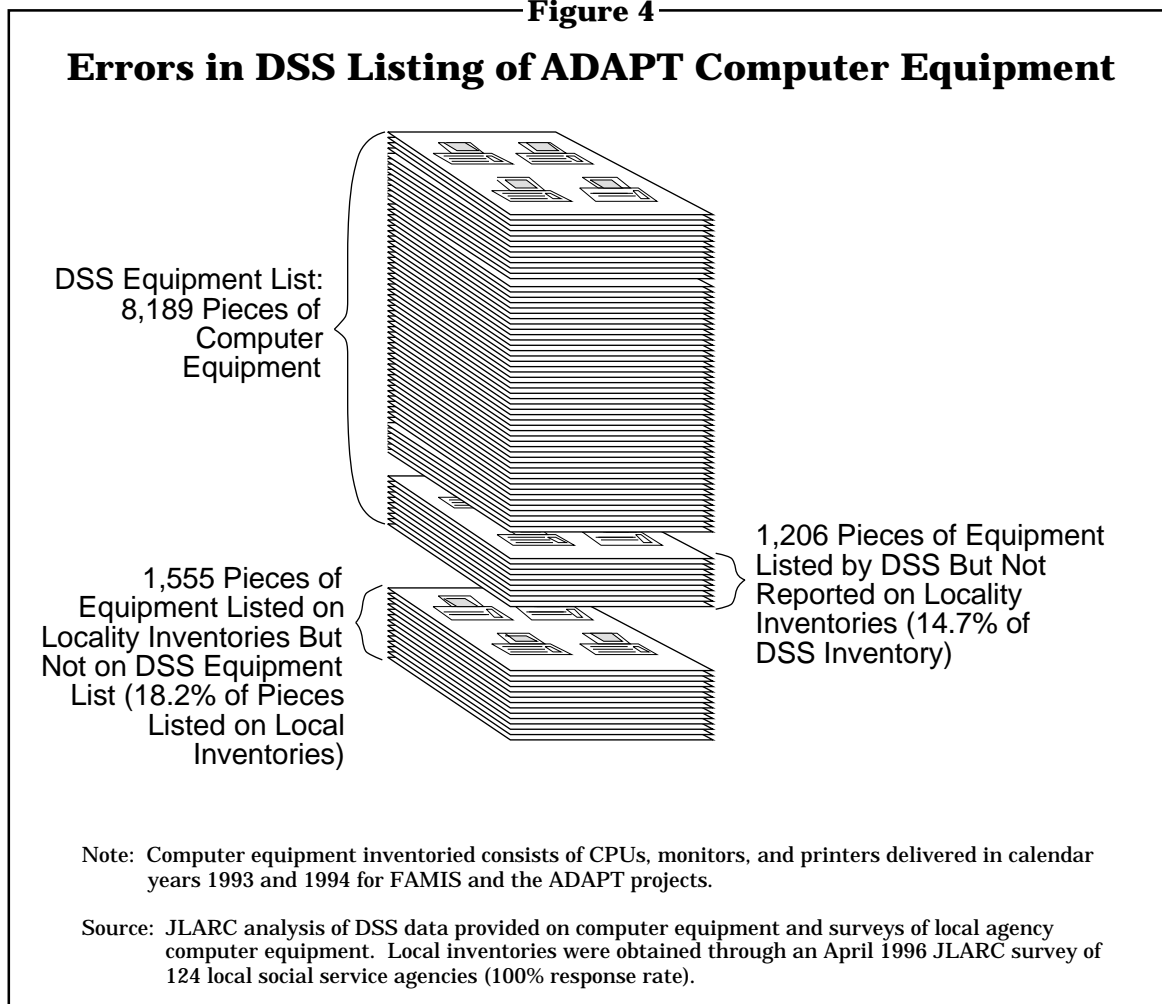 Figure 4
Errors in DSS Listing of ADAPT Computer Equipment
DSS Equipment List:
8,189 Pieces of
Computer
Equipment
1,206 Pieces of Equipment
Listed by DSS But Not
Reported on Locality
Inventories (14.7% of
DSS Inventory)
1,555 Pieces of
Equipment Listed on
Locality Inventories But
Not on DSS Equipment
List (18.2% of Pieces
Listed on Local
Inventories)
Note: Computer equipment inventoried consists of CPUs, monitors, and printers delivered in calendar
years 1993 and 1994 for FAMIS and the ADAPT projects.
Source: JLARC analysis of DSS data provided on computer equipment and surveys of local agency
computer equipment. Local inventories were obtained through an April 1996 JLARC survey of
124 local social service agencies (100% response rate).